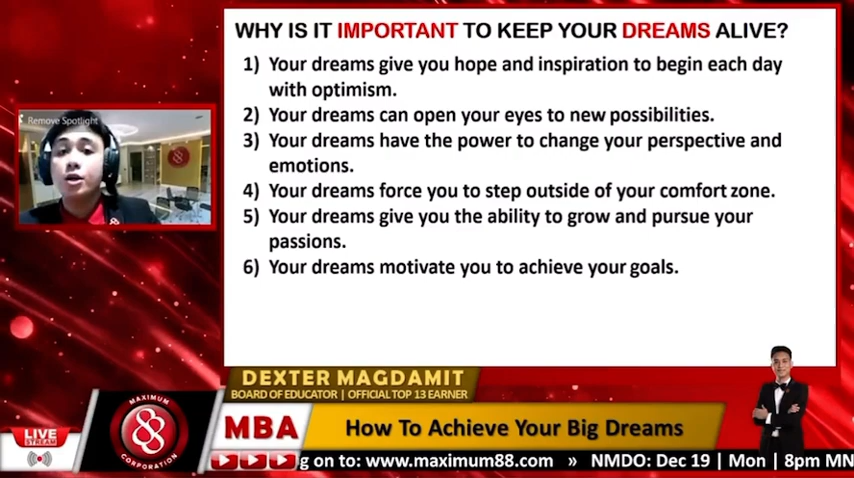 WHY IS IT IMPORTANT TO KEEP YOUR DREAMS ALIVE?
1) Your dreams give you hope and inspiration to begin each day
with optimism.
2) Your dreams can open your eyes to new possibilities.
3) Your dreams have the power to change your perspective and
emotions.
4) Your dreams force you to step outside of your comfort zone.
5) Your dreams give you the ability to grow and pursue your
passions.
6) Your dreams motivate you to achieve your goals.
Remove Spotlight
88
DEXTER MAGDAMIT
BOARD OF EDUCATOR | OFFICIAL TOP 13 EARNER
MAXIMUM
88
CORPORATION
LIVE
STREAM
MBA
How To Achieve Your Big Dreams
g on to: www.maximum88.com » NMDO: Dec 19 | Mon | 8pm MN